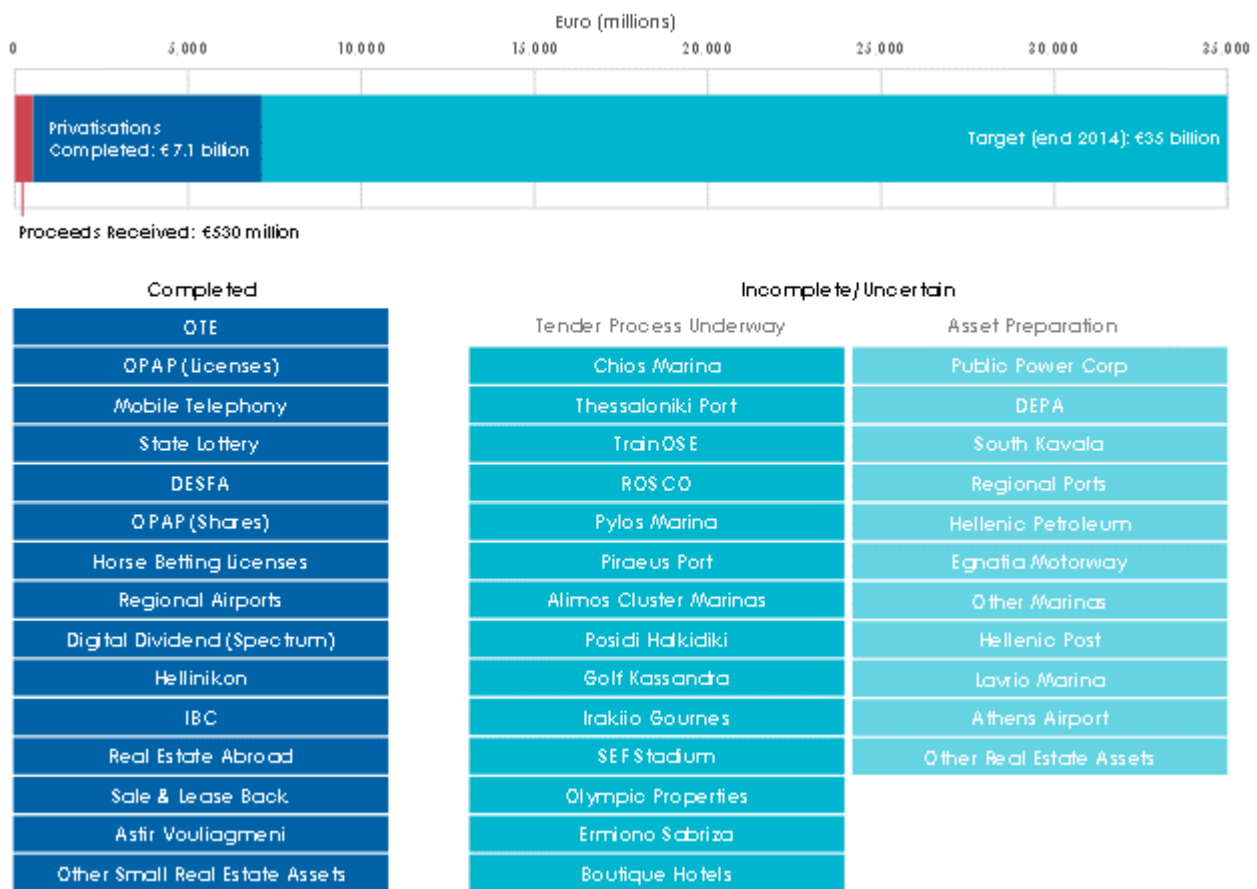 Euro (millions)
0 5,000 10,000 15,000 20,000 25,000 30,000 35,000
Privatisations
Completed: €7.1 billion
Target (end 2014): €35 billion
Proceeds Received: €530 million
Completed
OTE
OPAP (Licenses)
Mobile Telephony
State Lottery
DESFA
OPAP (Shares)
Horse Betting Licenses
Regional Airports
Digital Dividend (Spectrum)
Hellinikon
IBC
Real Estate Abroad
Sale & Lease Back
Astir Vouliagmeni
Other Small Real Estate Assets
Incomplete/Uncertain
Tender Process Underway
Chios Marina
Thessaloniki Port
TrainOSE
ROSCO
Pylos Marina
Piraeus Port
Alimos Cluster Marinas
Posidi Halkidiki
Golf Kassandra
Irakiio Gournes
SEF Stadium
Olympic Properties
Ermiono Sabriza
Boutique Hotels
Asset Preparation
Public Power Corp
DEPA
South Kavala
Regional Ports
Hellenic Petroleum
Egnatia Motorway
Other Marinas
Hellenic Post
Lavrio Marina
Athens Airport
Other Real Estate Assets